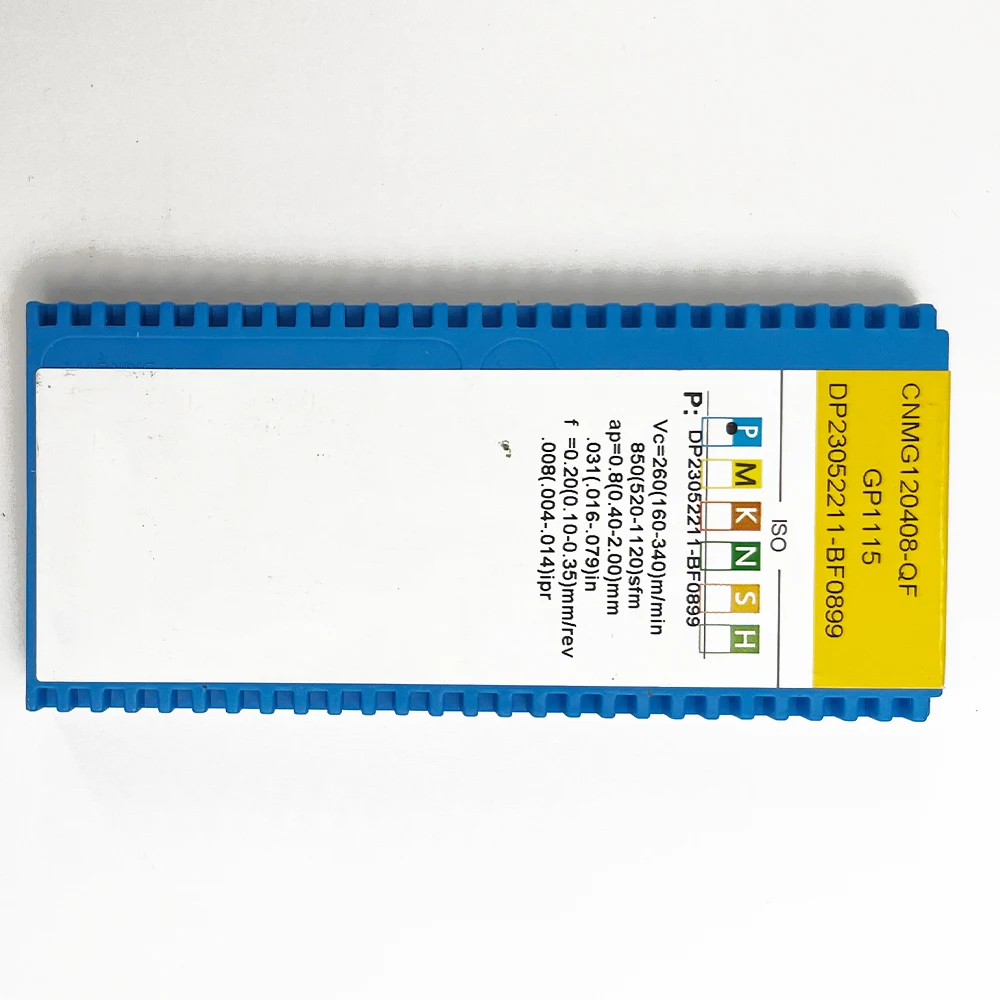 CNMG120408-QF
GP1115
DP23052211-BF0899
ISO
P M K N S H
P: DP23052211-BF0899
Vc=260(160-340)m/min
850(520-1120)sfm
ap=0.8(0.40-2.00)mm
.031(.016-.079)in
f =0.20(0.10-0.35)mm/rev
.008(.004-.014)ipr